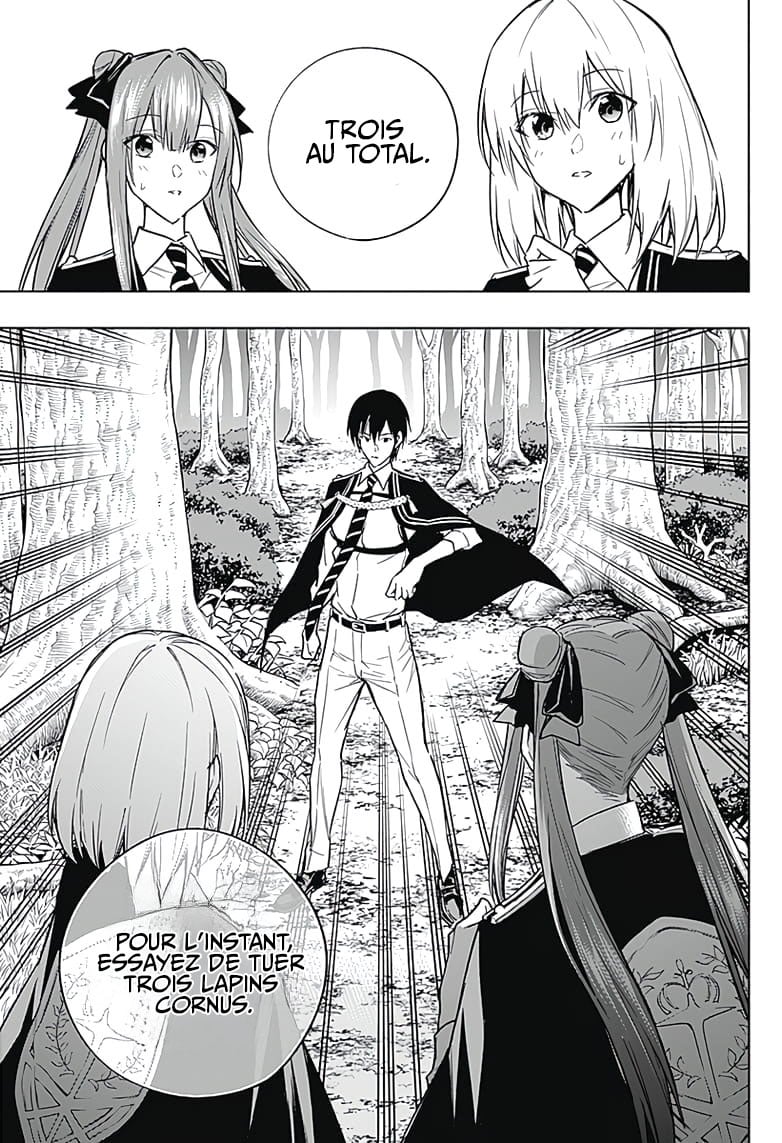 TROIS
AU TOTAL.
POUR L'INSTANT,
ESSAYEZ DE TUER
TROIS LAPINS
CORNUS.